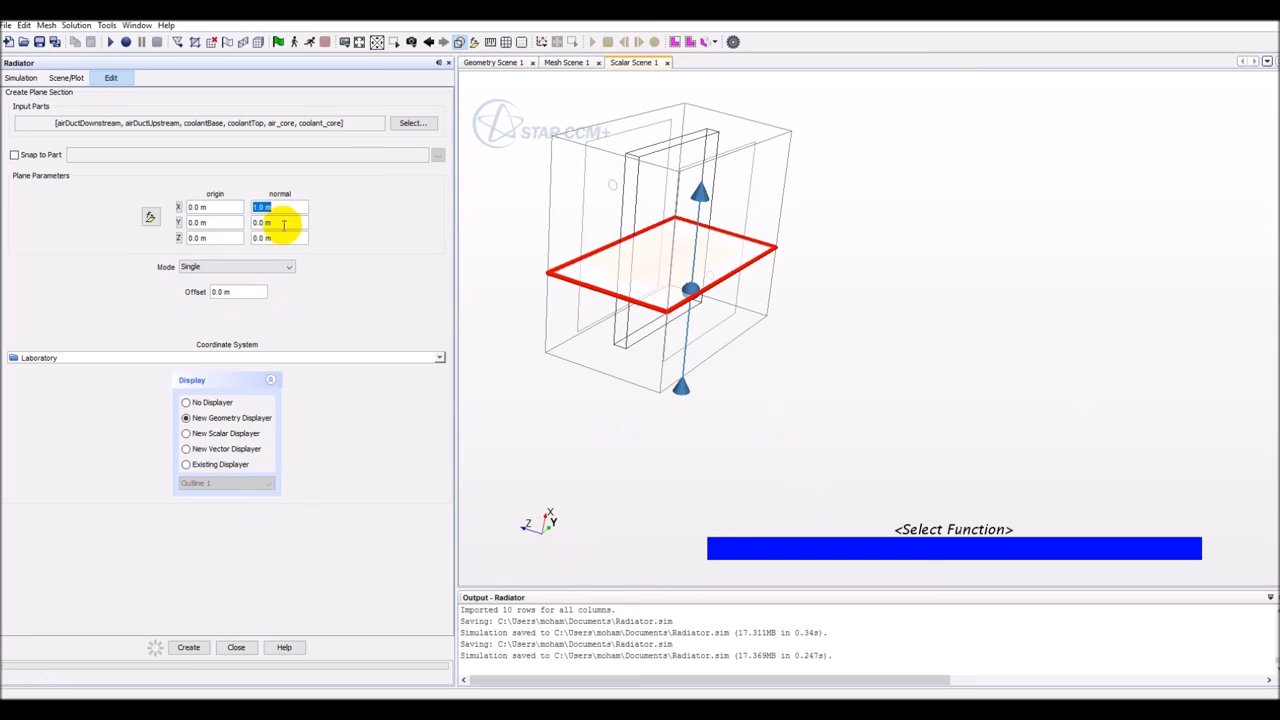 File Edit Mesh Solution Tools Window Help
Radiator
Simulation Scene/Plot Edit
Create Plane Section
Input Parts
[airDuctDownstream, airDuctUpstream, coolantBase, coolantTop, air_core, coolant_core] Select...
Snap to Part ...
Plane Parameters
origin normal
X 0.0 m 1.0 m
Y 0.0 m 0.0 m
Z 0.0 m 0.0 m
Mode Single
Offset 0.0 m
Coordinate System
Laboratory
Display
No Displayer
New Geometry Displayer
New Scalar Displayer
New Vector Displayer
Existing Displayer
Outline 1
Create Close Help
Geometry Scene 1 Mesh Scene 1 Scalar Scene 1
STAR-CCM+
X
Z Y
<Select Function>
Output - Radiator
Imported 10 rows for all columns.
Saving: C:\Users\moham\Documents\Radiator.sim
Simulation saved to C:\Users\moham\Documents\Radiator.sim (17.311MB in 0.34s).
Saving: C:\Users\moham\Documents\Radiator.sim
Simulation saved to C:\Users\moham\Documents\Radiator.sim (17.369MB in 0.247s).